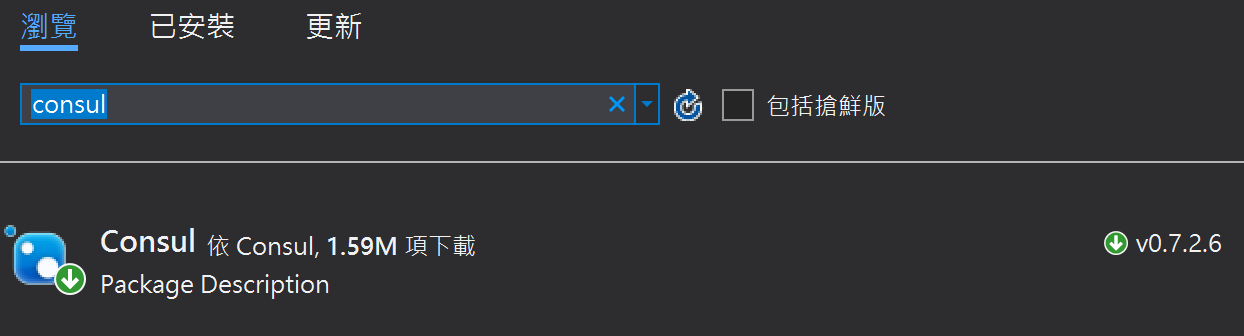 瀏覽 已安裝 更新
consul 包括搶鮮版
Consul 依 Consul, 1.59M 項下載 v0.7.2.6
Package Description